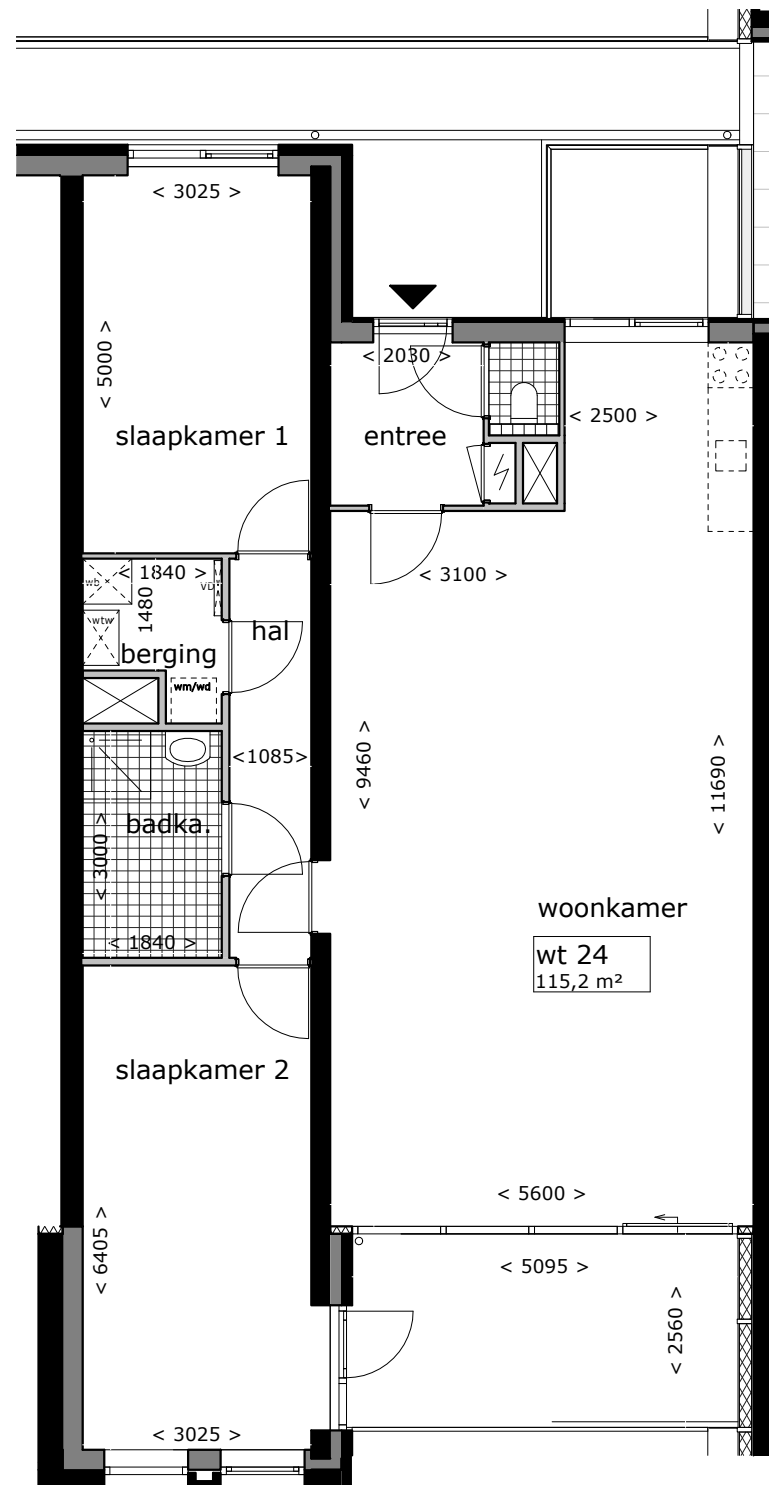 < 3025 >
< 5000 >
slaapkamer 1
< 2030 >
entree
< 2500 >
< 3100 >
< 1840 >
wb
VD
1480 >
wtw
hal
berging
wm/wd
<1085>
< 9460 >
< 11690 >
badka.
< 3000 >
< 1840 >
woonkamer
wt 24
115,2 m²
slaapkamer 2
< 6405 >
< 5600 >
< 5095 >
< 2560 >
< 3025 >